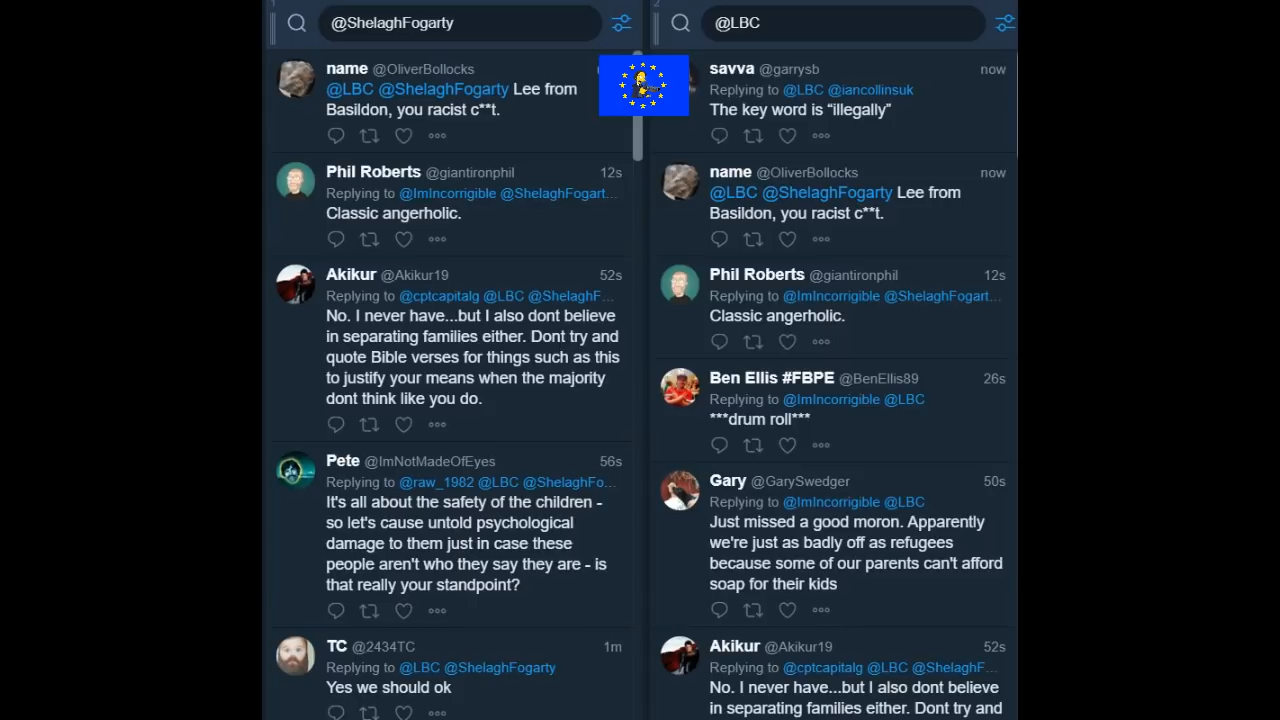 1
@ShelaghFogarty
name @OliverBollocks
@LBC @ShelaghFogarty Lee from
Basildon, you racist c**t.
Phil Roberts @giantironphil 12s
Replying to @ImIncorrigible @ShelaghFogart...
Classic angerholic.
Akikur @Akikur19 52s
Replying to @cptcapitalg @LBC @ShelaghF...
No. I never have...but I also dont believe
in separating families either. Dont try and
quote Bible verses for things such as this
to justify your means when the majority
dont think like you do.
Pete @ImNotMadeOfEyes 56s
Replying to @raw_1982 @LBC @ShelaghFo...
It's all about the safety of the children -
so let's cause untold psychological
damage to them just in case these
people aren't who they say they are - is
that really your standpoint?
TC @2434TC 1m
Replying to @LBC @ShelaghFogarty
Yes we should ok
2
@LBC
savva @garrysb now
Replying to @LBC @iancollinsuk
The key word is “illegally”
name @OliverBollocks now
@LBC @ShelaghFogarty Lee from
Basildon, you racist c**t.
Phil Roberts @giantironphil 12s
Replying to @ImIncorrigible @ShelaghFogart...
Classic angerholic.
Ben Ellis #FBPE @BenEllis89 26s
Replying to @ImIncorrigible @LBC
***drum roll***
Gary @GarySwedger 50s
Replying to @ImIncorrigible @LBC
Just missed a good moron. Apparently
we're just as badly off as refugees
because some of our parents can't afford
soap for their kids
Akikur @Akikur19 52s
Replying to @cptcapitalg @LBC @ShelaghF...
No. I never have...but I also dont believe
in separating families either. Dont try and